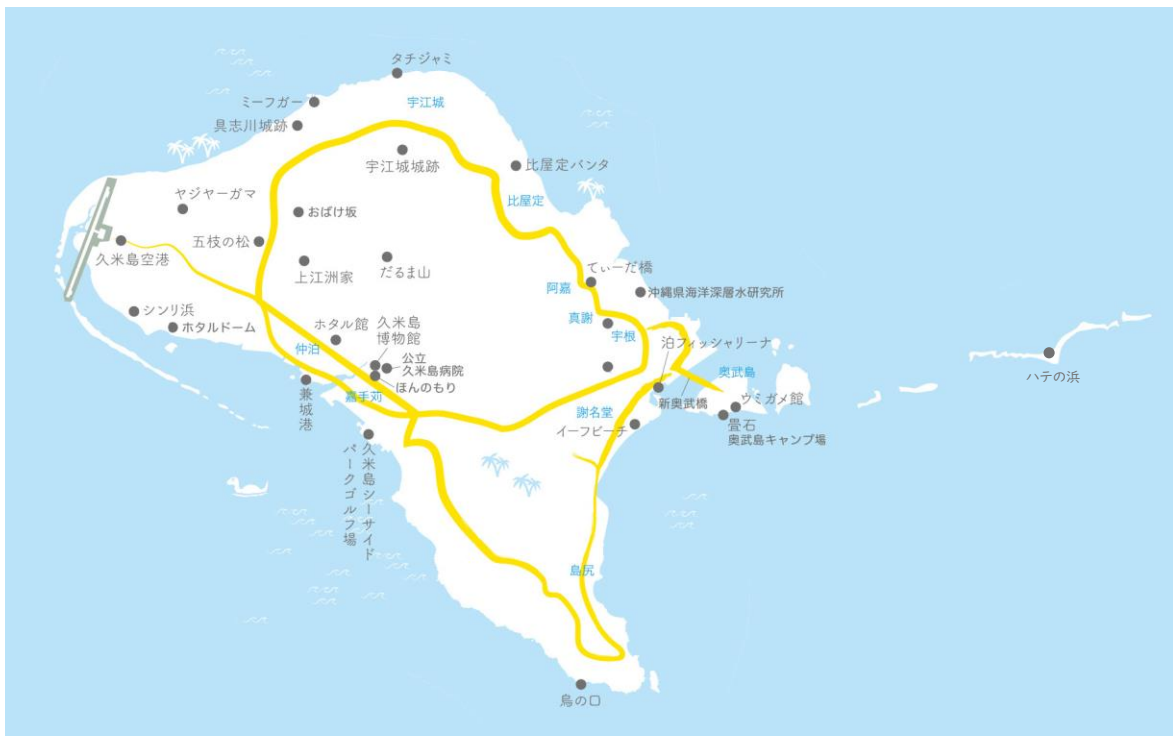 タチジャミ
ミーフガー
宇江城
具志川城跡
宇江城城跡
比屋定バンタ
ヤジヤーガマ
比屋定
おばけ坂
五枝の松
久米島空港
上江洲家
だるま山
てぃーだ橋
阿嘉
沖縄県海洋深層水研究所
シンリ浜
ホタルドーム
ホタル館
久米島
博物館
真謝
宇根
泊フィッシャリーナ
仲泊
公立
久米島病院
ほんのもり
奥武島
ハテの浜
兼城港
嘉手苅
新奥武橋
ウミガメ館
謝名堂
イーフビーチ
畳石
奥武島キャンプ場
久米島シーサイド
パークゴルフ場
島尻
鳥の口